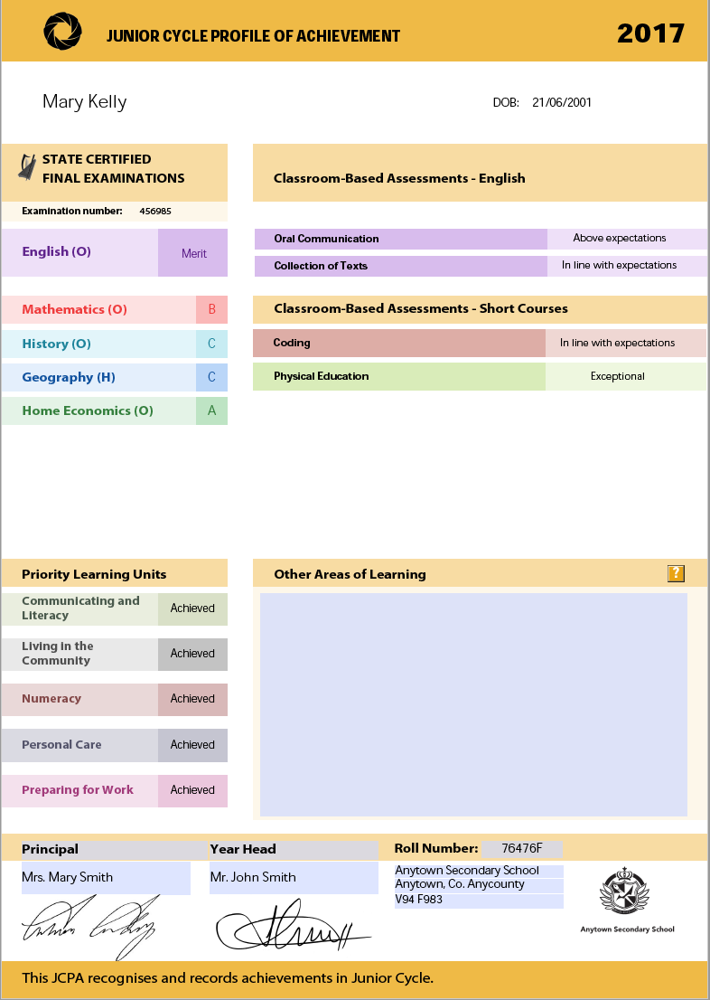 JUNIOR CYCLE PROFILE OF ACHIEVEMENT
2017
Mary Kelly
DOB: 21/06/2001
STATE CERTIFIED
FINAL EXAMINATIONS
Examination number: 456985
English (O) Merit
Mathematics (O) B
History (O) C
Geography (H) C
Home Economics (O) A
Classroom-Based Assessments - English
Oral Communication Above expectations
Collection of Texts In line with expectations
Classroom-Based Assessments - Short Courses
Coding In line with expectations
Physical Education Exceptional
Priority Learning Units
Communicating and
Literacy Achieved
Living in the
Community Achieved
Numeracy Achieved
Personal Care Achieved
Preparing for Work Achieved
Other Areas of Learning
?
Principal
Mrs. Mary Smith
Year Head
Mr. John Smith
Roll Number: 76476F
Anytown Secondary School
Anytown, Co. Anycounty
V94 F983
Anytown Secondary School
This JCPA recognises and records achievements in Junior Cycle.